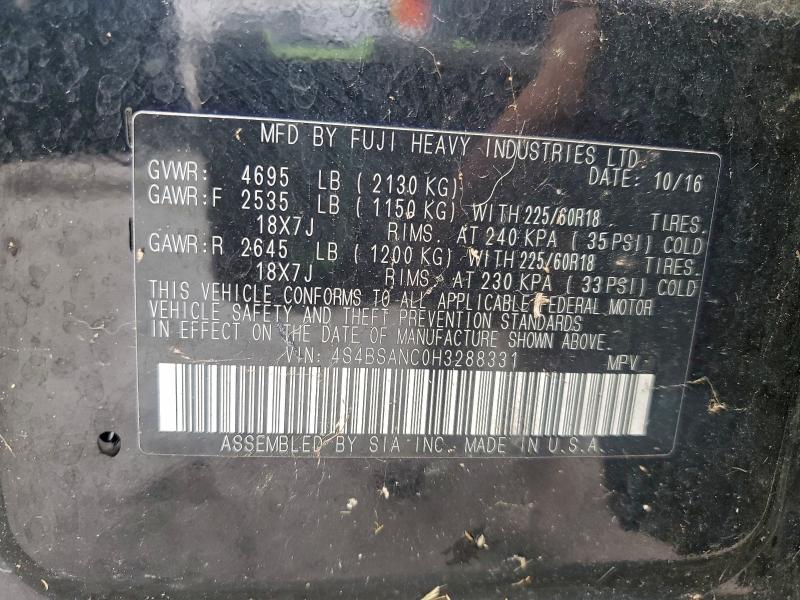 MFD BY FUJI HEAVY INDUSTRIES LTD.
DATE: 10/16
GVWR: 4695 LB ( 2130 KG)
GAWR:F 2535 LB ( 1150 KG) WITH 225/60R18 TIRES.
18X7J RIMS. AT 240 KPA ( 35 PSI) COLD
GAWR:R 2645 LB ( 1200 KG) WITH 225/60R18 TIRES.
18X7J RIMS. AT 230 KPA ( 33 PSI) COLD
THIS VEHICLE CONFORMS TO ALL APPLICABLE FEDERAL MOTOR
VEHICLE SAFETY AND THEFT PREVENTION STANDARDS
IN EFFECT ON THE DATE OF MANUFACTURE SHOWN ABOVE.
VIN: 4S4BSANC0H3288331 MPV
ASSEMBLED BY SIA INC. MADE IN U.S.A.